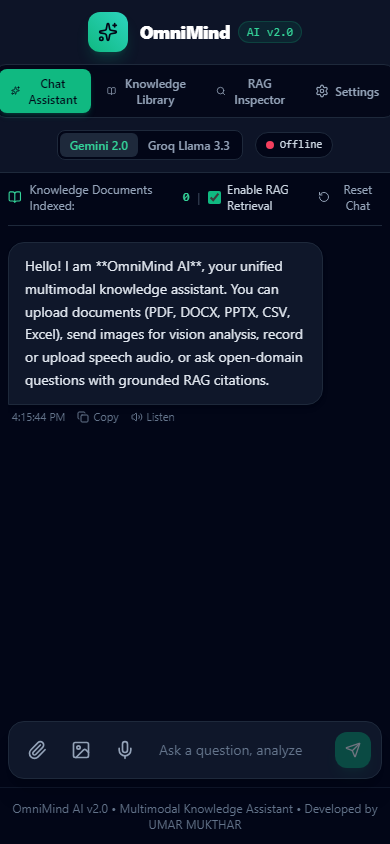 OmniMind AI v2.0
Chat
Assistant
Knowledge
Library
RAG
Inspector
Settings
Gemini 2.0 Groq Llama 3.3 Offline
Knowledge Documents
Indexed:
0 |
Enable RAG
Retrieval
Reset
Chat
Hello! I am **OmniMind AI**, your unified
multimodal knowledge assistant. You can
upload documents (PDF, DOCX, PPTX, CSV,
Excel), send images for vision analysis, record
or upload speech audio, or ask open-domain
questions with grounded RAG citations.
4:15:44 PM Copy Listen
Ask a question, analyze
OmniMind AI v2.0 • Multimodal Knowledge Assistant • Developed by
UMAR MUKTHAR